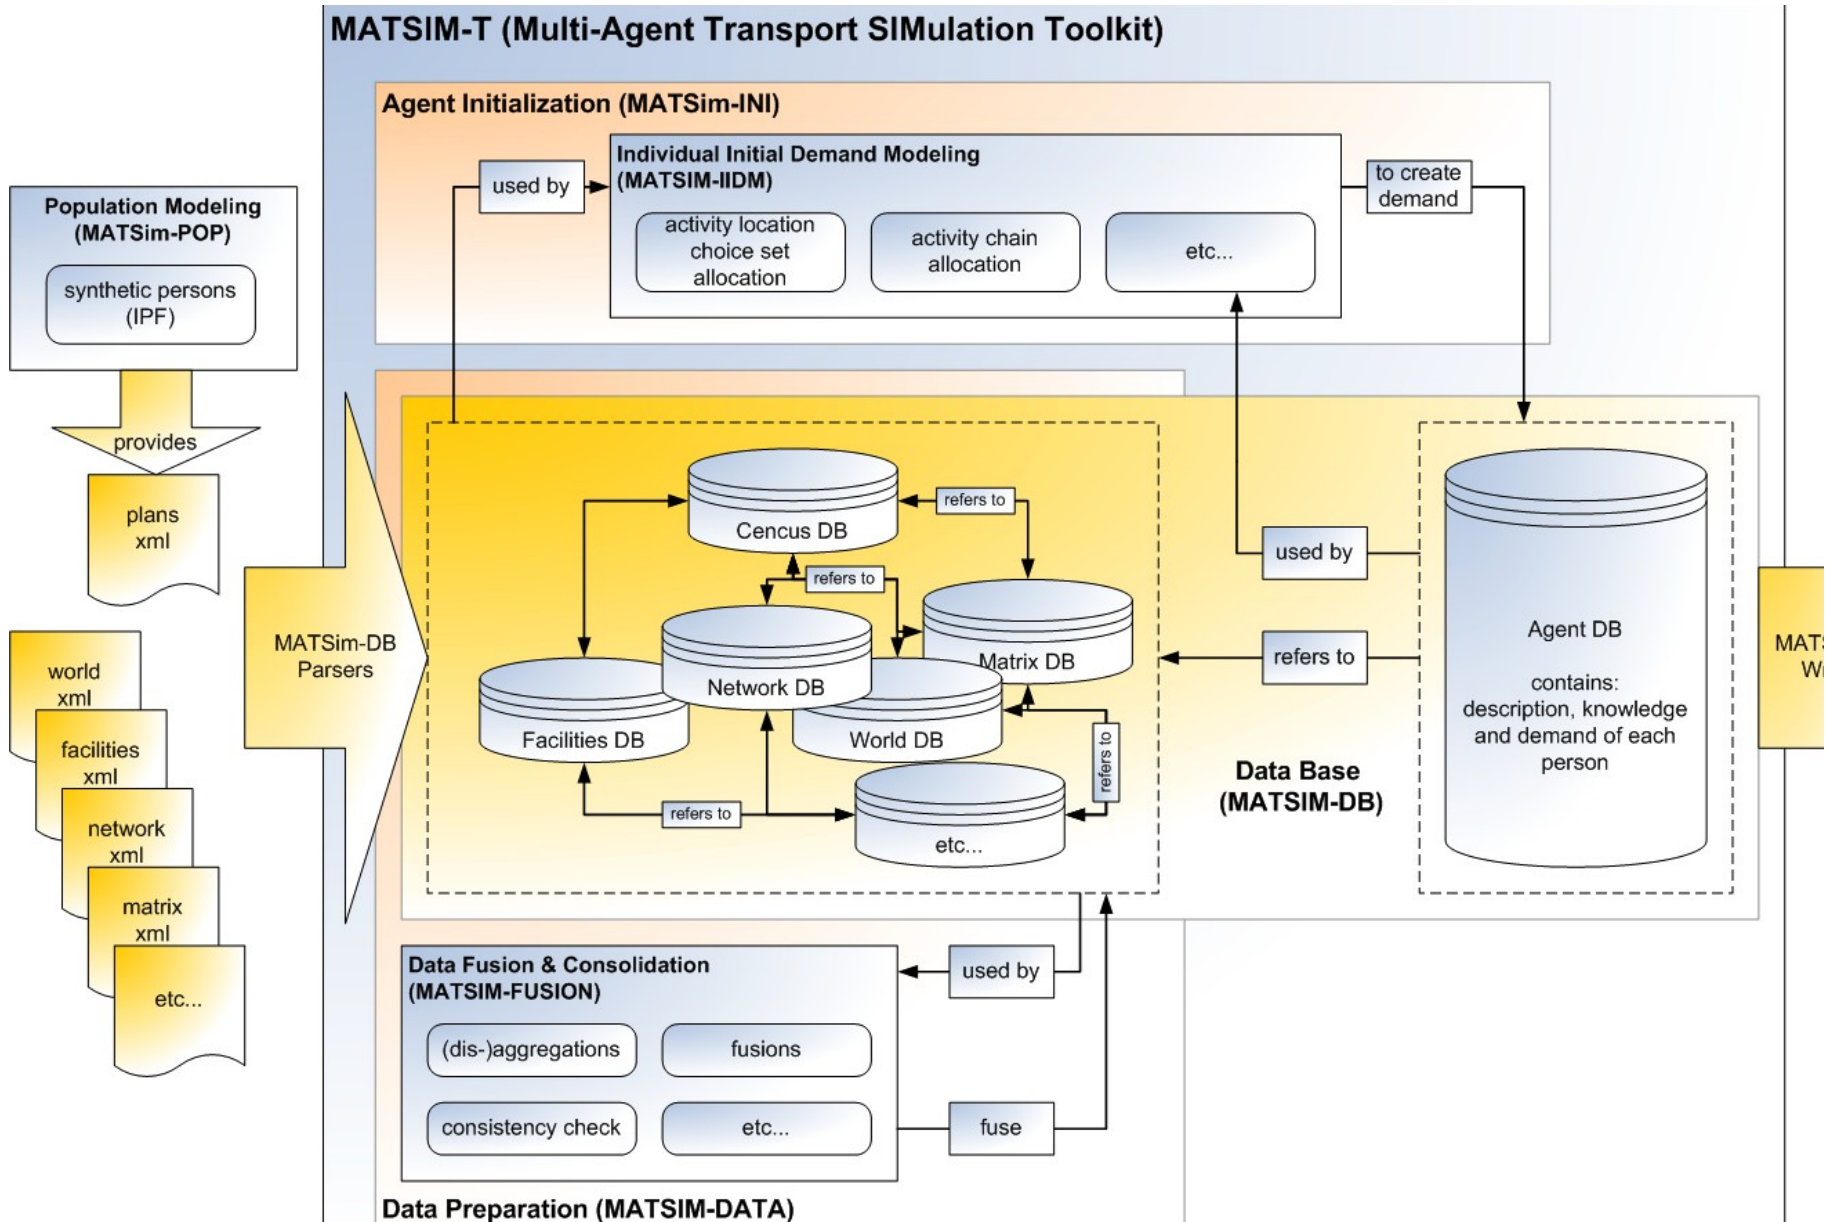 MATSIM-T (Multi-Agent Transport SIMulation Toolkit)
Agent Initialization (MATSim-INI)
Individual Initial Demand Modeling
(MATSIM-IIDM)
used by
to create
demand
activity location
choice set
allocation
activity chain
allocation
etc...
Population Modeling
(MATSim-POP)
synthetic persons
(IPF)
provides
plans
xml
world
xml
facilities
xml
network
xml
matrix
xml
etc...
MATSim-DB
Parsers
Cencus DB
refers to
refers to
Matrix DB
Network DB
Facilities DB
World DB
refers to
refers to
etc...
used by
refers to
Data Base
(MATSIM-DB)
Agent DB
contains:
description, knowledge
and demand of each
person
MATS
Wr
Data Fusion & Consolidation
(MATSIM-FUSION)
used by
(dis-)aggregations
fusions
consistency check
etc...
fuse
Data Preparation (MATSIM-DATA)